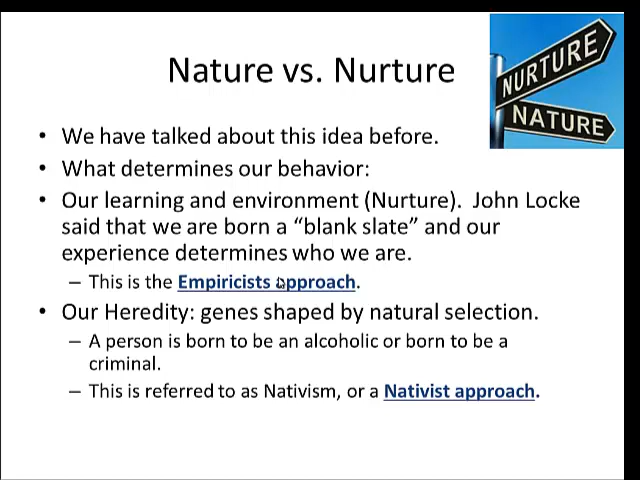 Nature vs. Nurture
NURTURE
NATURE
• We have talked about this idea before.
• What determines our behavior:
• Our learning and environment (Nurture).  John Locke
said that we are born a “blank slate” and our
experience determines who we are.
– This is the Empiricists approach.
• Our Heredity: genes shaped by natural selection.
– A person is born to be an alcoholic or born to be a
criminal.
– This is referred to as Nativism, or a Nativist approach.